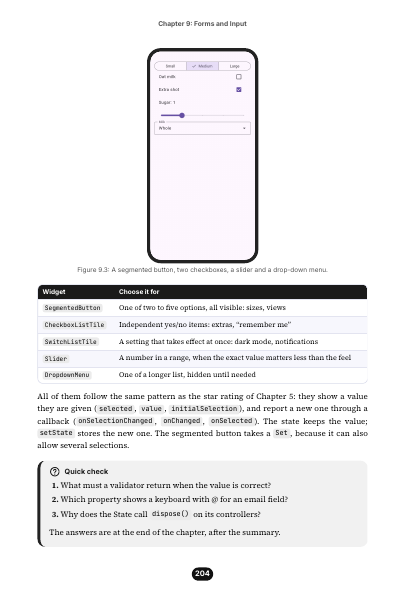 Chapter 9: Forms and Input
Small Medium Large
Oat milk
Extra shot
Sugar: 1
Milk
Whole
Figure 9.3: A segmented button, two checkboxes, a slider and a drop-down menu.
Widget Choose it for
SegmentedButton One of two to five options, all visible: sizes, views
CheckboxListTile Independent yes/no items: extras, “remember me”
SwitchListTile A setting that takes effect at once: dark mode, notifications
Slider A number in a range, when the exact value matters less than the feel
DropdownMenu One of a longer list, hidden until needed
All of them follow the same pattern as the star rating of Chapter 5: they show a value
they are given (selected, value, initialSelection), and report a new one through a
callback (onSelectionChanged, onChanged, onSelected). The state keeps the value;
setState stores the new one. The segmented button takes a Set, because it can also
allow several selections.
Quick check
1. What must a validator return when the value is correct?
2. Which property shows a keyboard with @ for an email field?
3. Why does the State call dispose() on its controllers?
The answers are at the end of the chapter, after the summary.
204